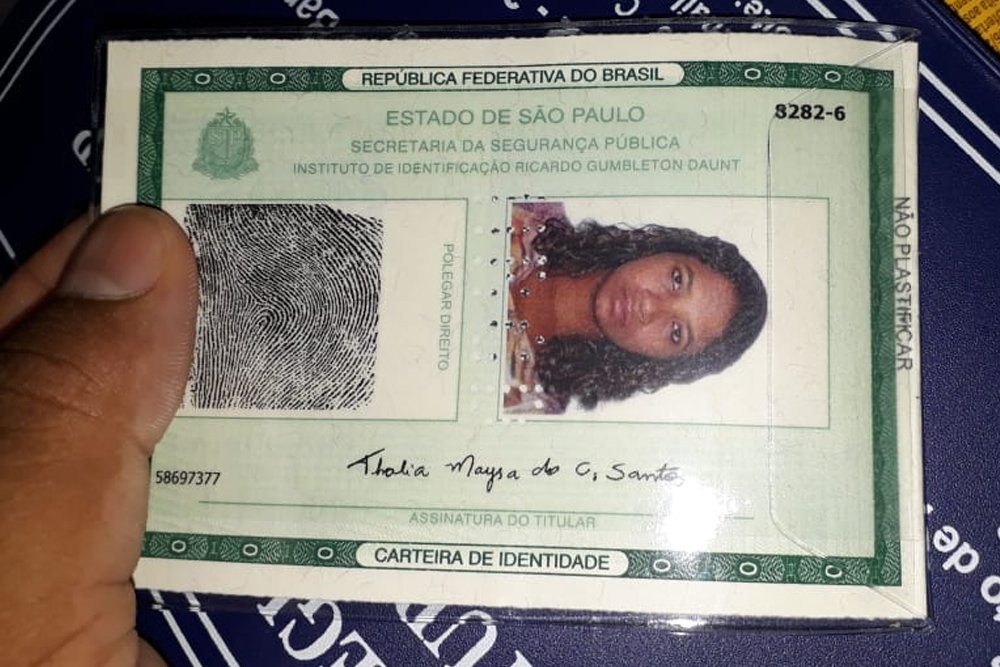 REPÚBLICA FEDERATIVA DO BRASIL
ESTADO DE SÃO PAULO
8282-6
SECRETARIA DA SEGURANÇA PÚBLICA
INSTITUTO DE IDENTIFICAÇÃO RICARDO GUMBLETON DAUNT
POLEGAR DIREITO
NÃO PLASTIFICAR
58697377
Thalia Maysa do C. Santos
ASSINATURA DO TITULAR
CARTEIRA DE IDENTIDADE